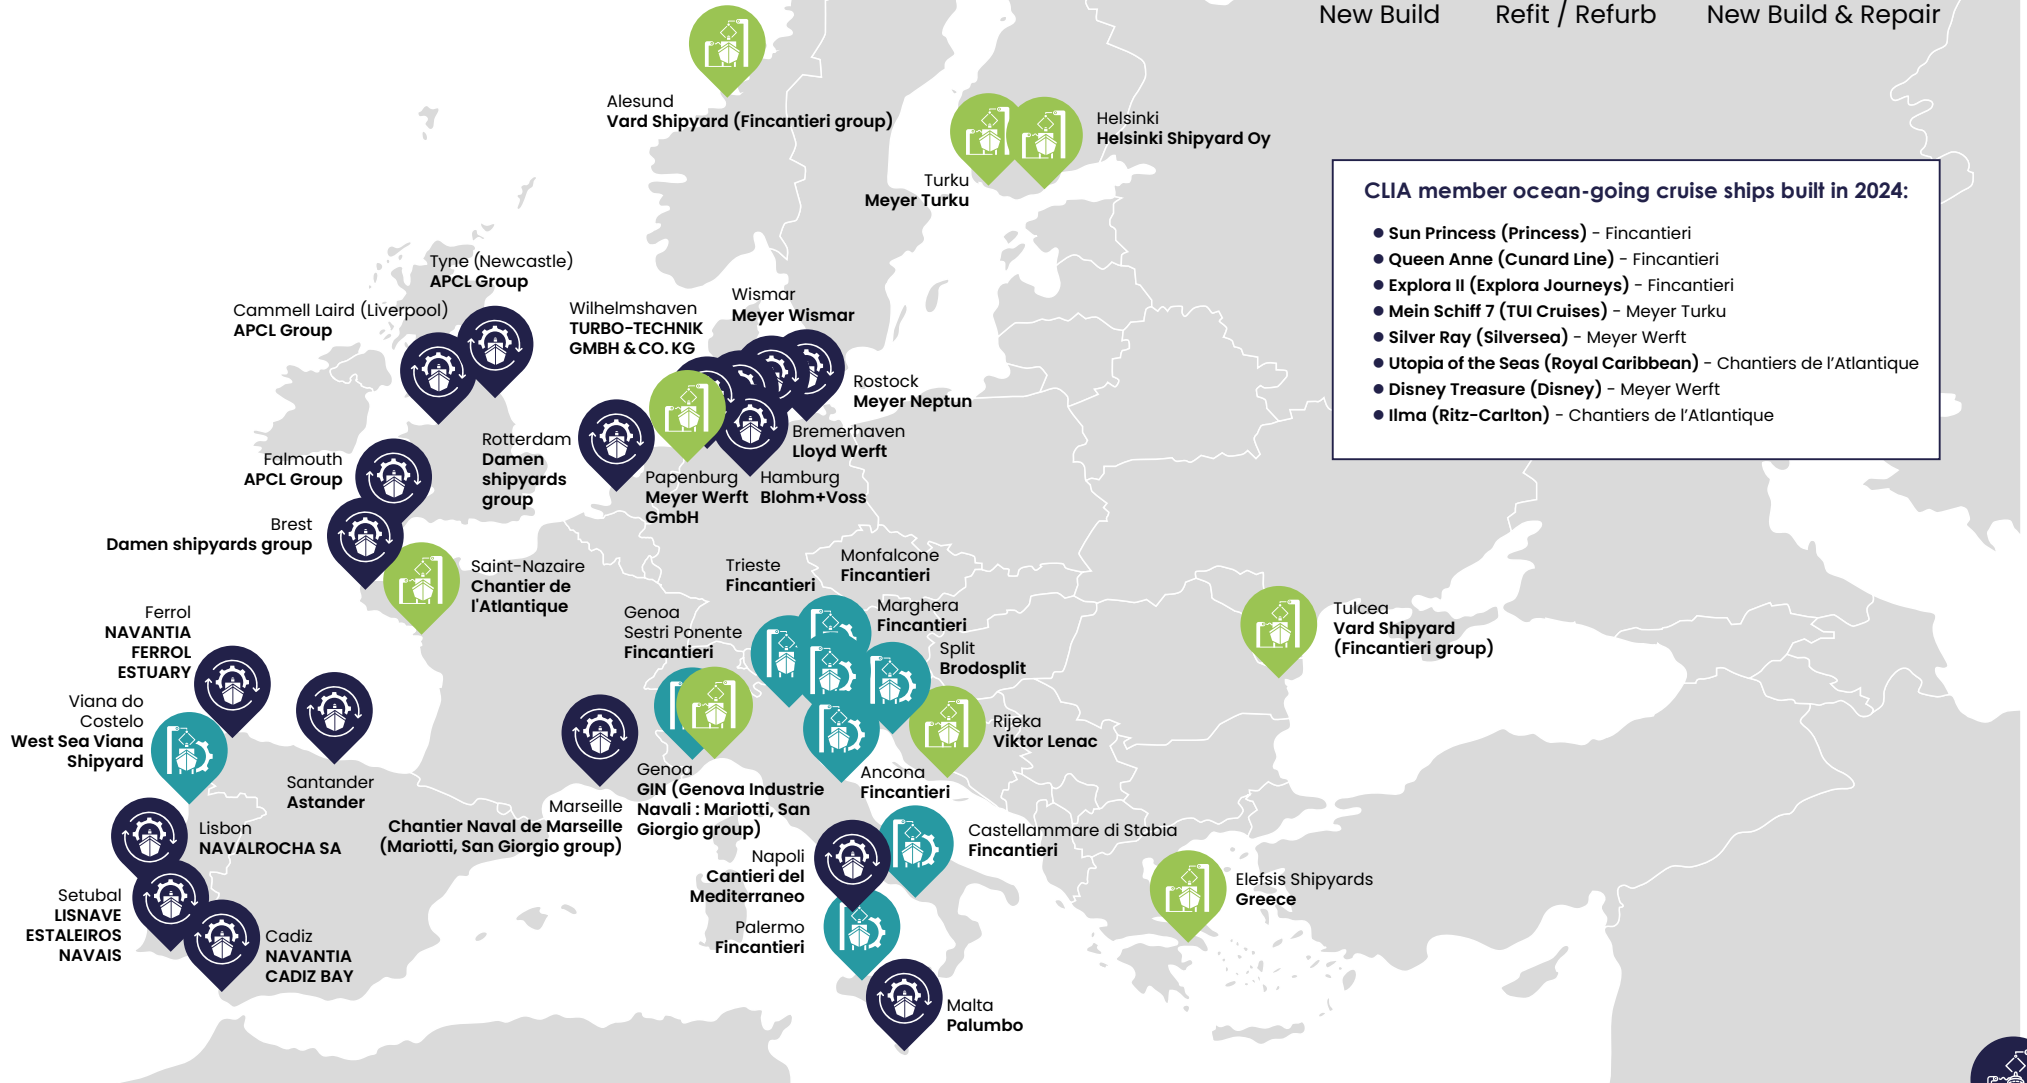 New Build
Refit / Refurb
New Build & Repair
Alesund
Vard Shipyard (Fincantieri group)
Helsinki
Helsinki Shipyard Oy
Turku
Meyer Turku
CLIA member ocean-going cruise ships built in 2024:
● Sun Princess (Princess) - Fincantieri
● Queen Anne (Cunard Line) - Fincantieri
● Explora II (Explora Journeys) - Fincantieri
● Mein Schiff 7 (TUI Cruises) - Meyer Turku
● Silver Ray (Silversea) - Meyer Werft
● Utopia of the Seas (Royal Caribbean) - Chantiers de l’Atlantique
● Disney Treasure (Disney) - Meyer Werft
● Ilma (Ritz-Carlton) - Chantiers de l’Atlantique
Tyne (Newcastle)
APCL Group
Cammell Laird (Liverpool)
APCL Group
Wilhelmshaven
TURBO-TECHNIK
GMBH & CO. KG
Wismar
Meyer Wismar
Rostock
Meyer Neptun
Bremerhaven
Lloyd Werft
Rotterdam
Damen
shipyards
group
Falmouth
APCL Group
Papenburg
Meyer Werft
GmbH
Hamburg
Blohm+Voss
Brest
Damen shipyards group
Saint-Nazaire
Chantier de
l'Atlantique
Trieste
Fincantieri
Monfalcone
Fincantieri
Marghera
Fincantieri
Genoa
Sestri Ponente
Fincantieri
Split
Brodosplit
Tulcea
Vard Shipyard
(Fincantieri group)
Ferrol
NAVANTIA
FERROL
ESTUARY
Viana do
Costelo
West Sea Viana
Shipyard
Rijeka
Viktor Lenac
Santander
Astander
Genoa
GIN (Genova Industrie
Navali : Mariotti, San
Giorgio group)
Ancona
Fincantieri
Marseille
Chantier Naval de Marseille
(Mariotti, San Giorgio group)
Lisbon
NAVALROCHA SA
Castellammare di Stabia
Fincantieri
Napoli
Cantieri del
Mediterraneo
Elefsis Shipyards
Greece
Setubal
LISNAVE
ESTALEIROS
NAVAIS
Cadiz
NAVANTIA
CADIZ BAY
Palermo
Fincantieri
Malta
Palumbo